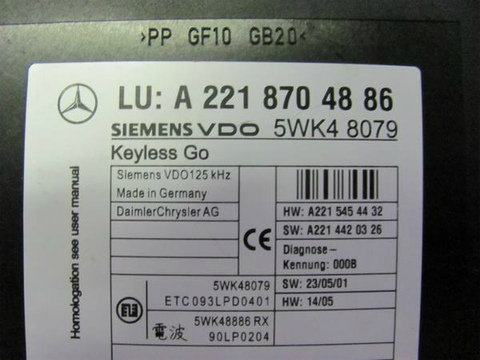 >PP GF10 GB20<
LU: A 221 870 48 86
SIEMENS VDO 5WK4 8079
Keyless Go
Siemens VDO125 kHz
Made in Germany
DaimlerChrysler AG
HW: A221 545 44 32
SW: A221 442 03 26
Diagnose-
Kennung: 000B
SW: 23/05/01
HW: 14/05
CE
5WK48079
ETC093LPD0401
5WK48886 RX
電波 90LP0204
Homologation see user manual